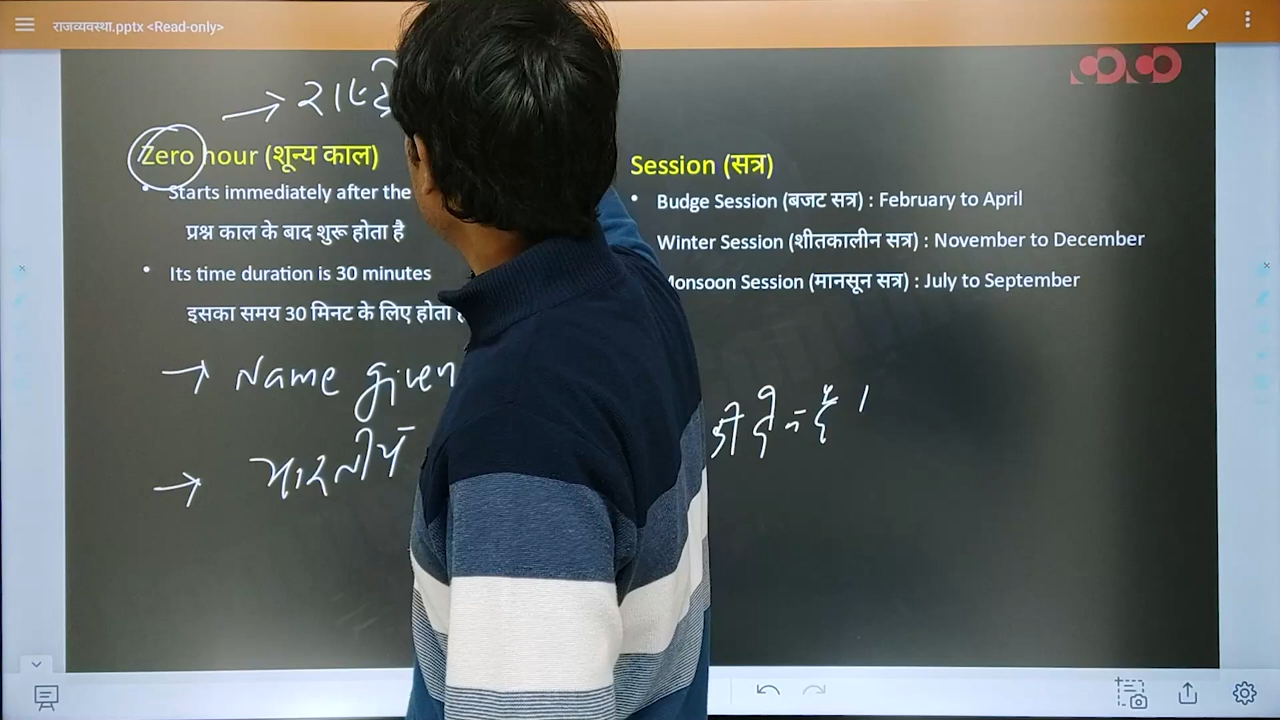 राजव्यवस्था.pptx <Read-only>
Zero hour (शून्य काल)
Starts immediately after the
प्रश्न काल के बाद शुरू होता है
Its time duration is 30 minutes
इसका समय 30 मिनट के लिए होता
→ Name given
→ भारतीय
Session (सत्र)
Budge Session (बजट सत्र) : February to April
Winter Session (शीतकालीन सत्र) : November to December
Monsoon Session (मानसून सत्र) : July to September